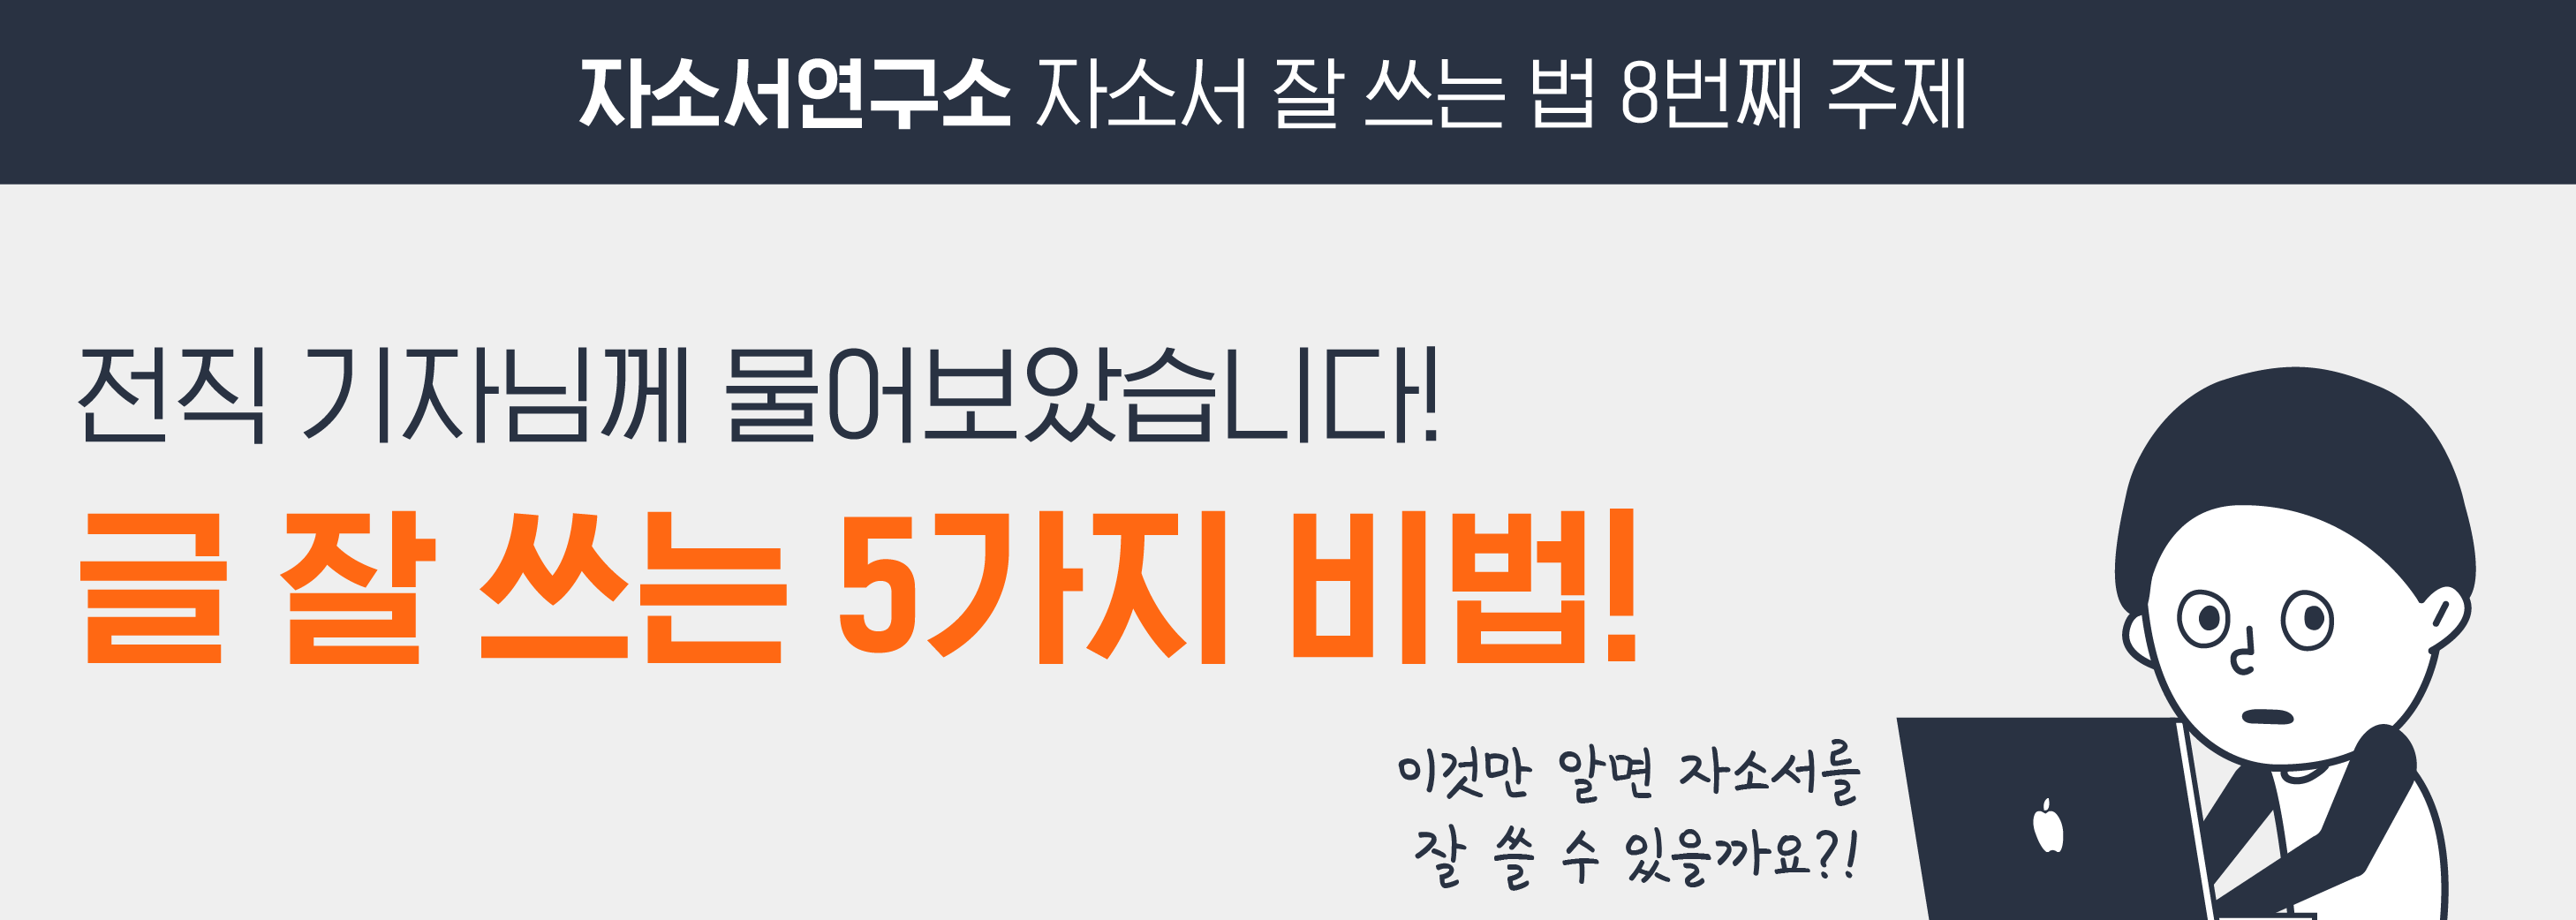 자소서연구소 자소서 잘 쓰는 법 8번째 주제
전직 기자님께 물어보았습니다!
글 잘 쓰는 5가지 비법!
이것만 알면 자소서를
잘 쓸 수 있을까요?!